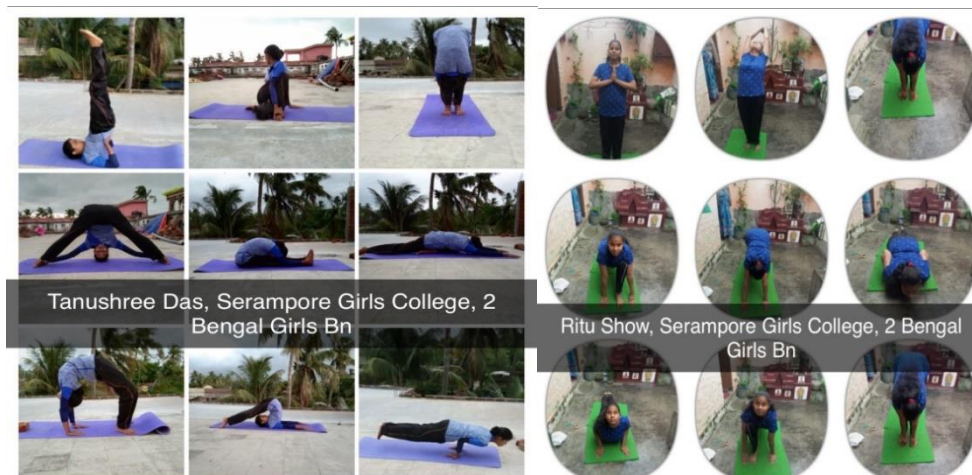 Tanushree Das, Serampore Girls College, 2
Bengal Girls Bn
Ritu Show, Serampore Girls College, 2 Bengal
Girls Bn